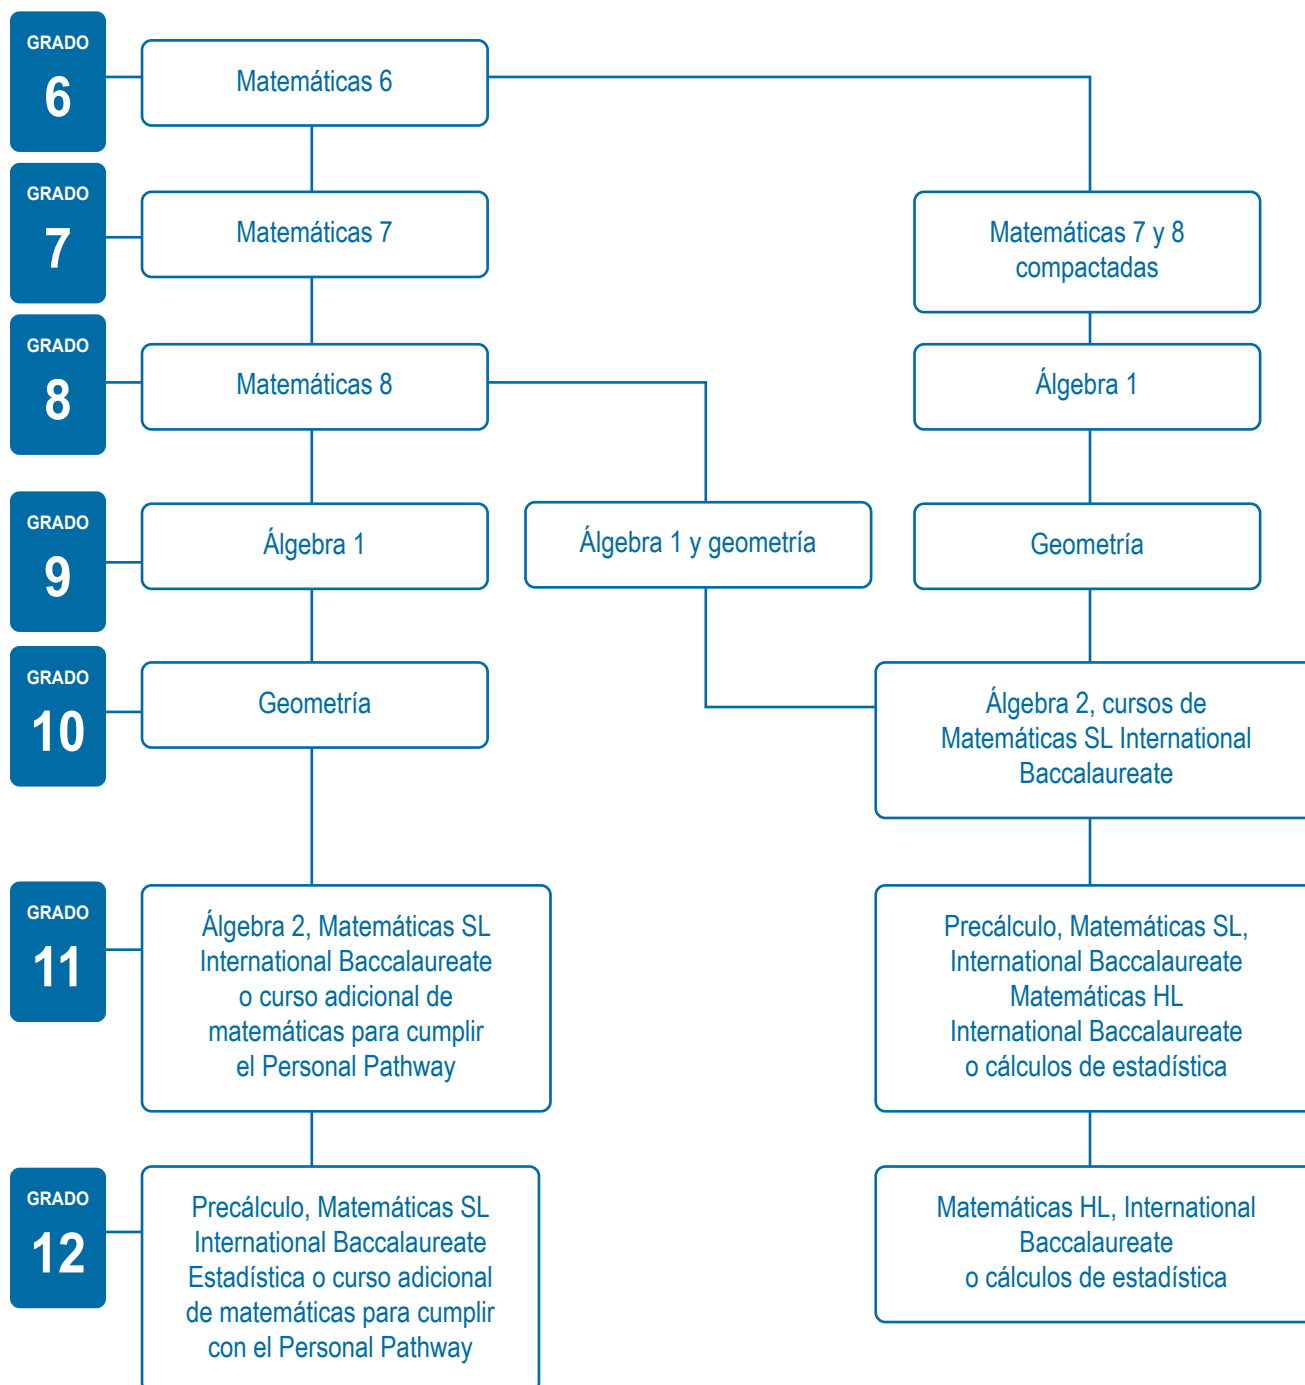 GRADO
6
Matemáticas 6
GRADO
7
Matemáticas 7
Matemáticas 7 y 8
compactadas
GRADO
8
Matemáticas 8
Álgebra 1
GRADO
9
Álgebra 1
Álgebra 1 y geometría
Geometría
GRADO
10
Geometría
Álgebra 2, cursos de
Matemáticas SL International
Baccalaureate
GRADO
11
Álgebra 2, Matemáticas SL
International Baccalaureate
o curso adicional de
matemáticas para cumplir
el Personal Pathway
Precálculo, Matemáticas SL,
International Baccalaureate
Matemáticas HL
International Baccalaureate
o cálculos de estadística
GRADO
12
Precálculo, Matemáticas SL
International Baccalaureate
Estadística o curso adicional
de matemáticas para cumplir
con el Personal Pathway
Matemáticas HL, International
Baccalaureate
o cálculos de estadística